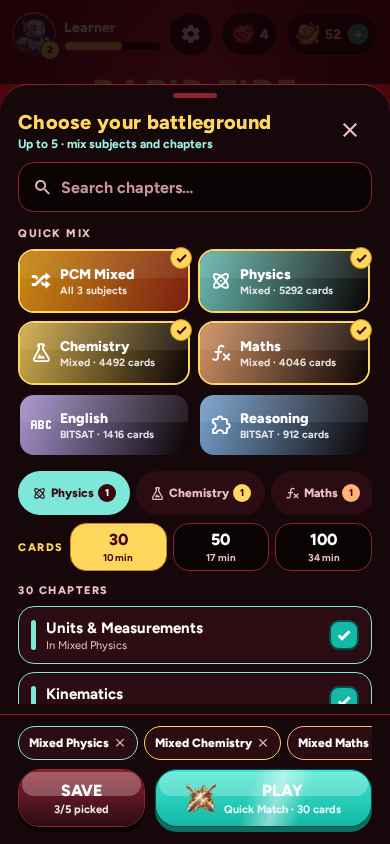 Learner
2
4
52
RAPID FIRE
Choose your battleground
Up to 5 · mix subjects and chapters
Search chapters...
QUICK MIX
PCM Mixed
All 3 subjects
Physics
Mixed · 5292 cards
Chemistry
Mixed · 4492 cards
Maths
Mixed · 4046 cards
ABC
English
BITSAT · 1416 cards
Reasoning
BITSAT · 912 cards
Physics 1
Chemistry 1
Maths 1
CARDS
30
10 min
50
17 min
100
34 min
30 CHAPTERS
Units & Measurements
In Mixed Physics
Kinematics
Mixed Physics
Mixed Chemistry
Mixed Maths
SAVE
3/5 picked
PLAY
Quick Match · 30 cards